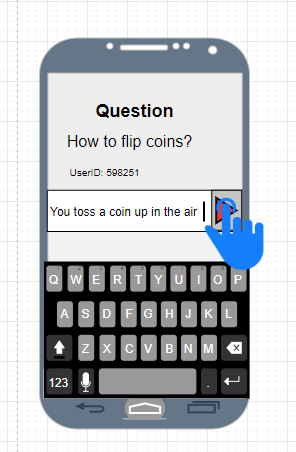 Question
How to flip coins?
UserID: 598251
You toss a coin up in the air
Q W E R T Y U I O P
A S D F G H J K L
Z X C V B N M
123 .